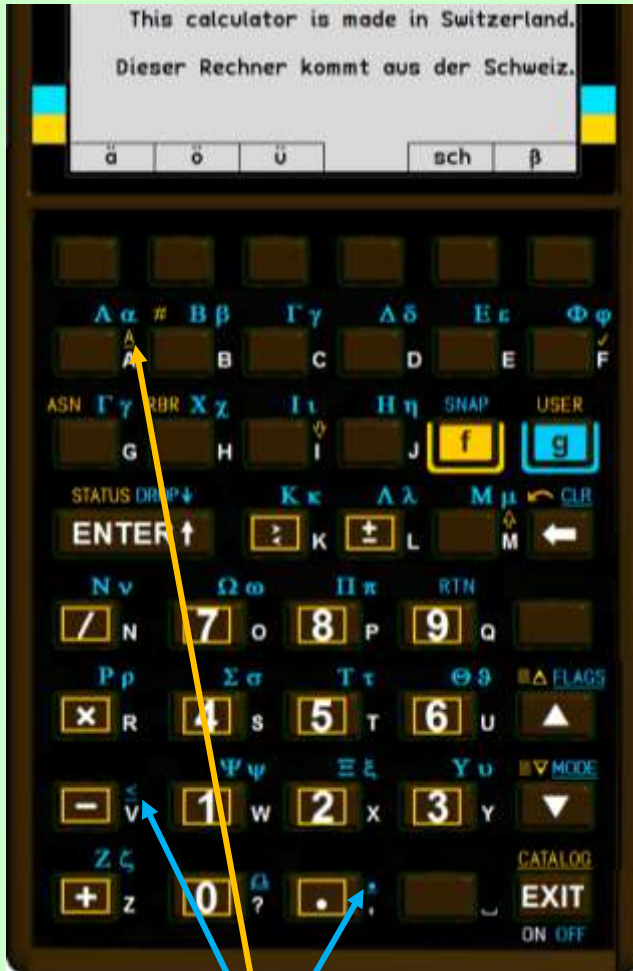 This calculator is made in Switzerland.
Dieser Rechner kommt aus der Schweiz.
ä ö ü sch β
Α α # Β β Γ γ Δ δ Ε ε Φ φ
A A B C D E ✓ F
ASN Γ γ RBR Χ χ Ι ι Η η SNAP USER
G H I J f g
STATUS DROP↓ Κ κ Λ λ Μ μ CLR
ENTER↑ K ± L M ←
Ν ν Ω ω Π π RTN
/ N 7 O 8 P 9 Q
Ρ ρ Σ σ Τ τ Θ ϑ FLAGS
× R 4 S 5 T 6 U ▲
Ψ ψ Ξ ξ Υ υ MODE
− ≤ V 1 W 2 X 3 Y ▼
Ζ ζ CATALOG
+ Z 0 ? . , ␣ EXIT
ON OFF